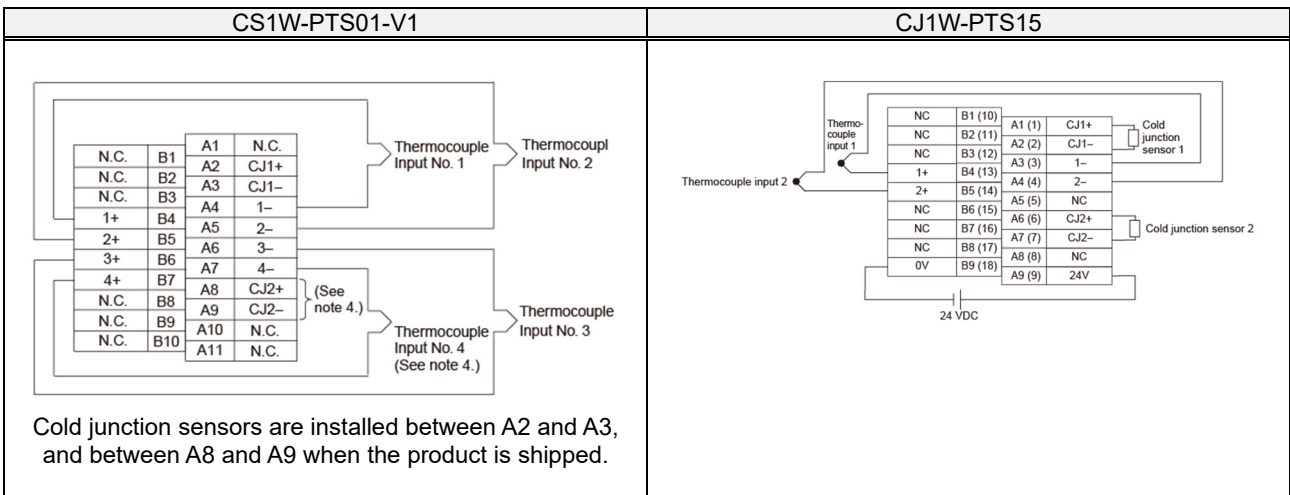 CS1W-PTS01-V1
CJ1W-PTS15
N.C. B1
N.C. B2
N.C. B3
1+ B4
2+ B5
3+ B6
4+ B7
N.C. B8
N.C. B9
N.C. B10
A1 N.C.
A2 CJ1+
A3 CJ1–
A4 1–
A5 2–
A6 3–
A7 4–
A8 CJ2+
A9 CJ2–
A10 N.C.
A11 N.C.
(See
note 4.)
Thermocouple
Input No. 1
Thermocoupl
Input No. 2
Thermocouple
Input No. 4
(See note 4.)
Thermocouple
Input No. 3
Cold junction sensors are installed between A2 and A3,
and between A8 and A9 when the product is shipped.
Thermo-
couple
input 1
Thermocouple input 2
NC B1 (10)
NC B2 (11)
NC B3 (12)
1+ B4 (13)
2+ B5 (14)
NC B6 (15)
NC B7 (16)
NC B8 (17)
0V B9 (18)
A1 (1) CJ1+
A2 (2) CJ1–
A3 (3) 1–
A4 (4) 2–
A5 (5) NC
A6 (6) CJ2+
A7 (7) CJ2–
A8 (8) NC
A9 (9) 24V
Cold
junction
sensor 1
Cold junction sensor 2
24 VDC